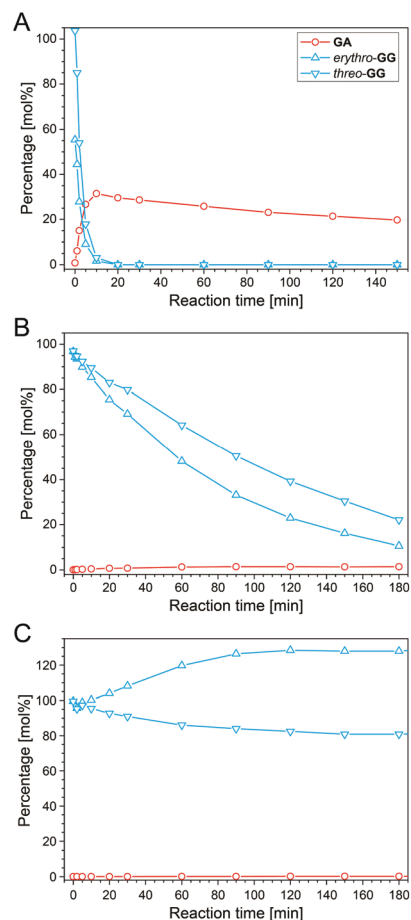 A
GA
erythro-GG
threo-GG
Percentage [mol%]
100
80
60
40
20
0
0 20 40 60 80 100 120 140
Reaction time [min]
B
Percentage [mol%]
100
80
60
40
20
0
0 20 40 60 80 100 120 140 160 180
Reaction time [min]
C
Percentage [mol%]
120
100
80
60
40
20
0
0 20 40 60 80 100 120 140 160 180
Reaction time [min]